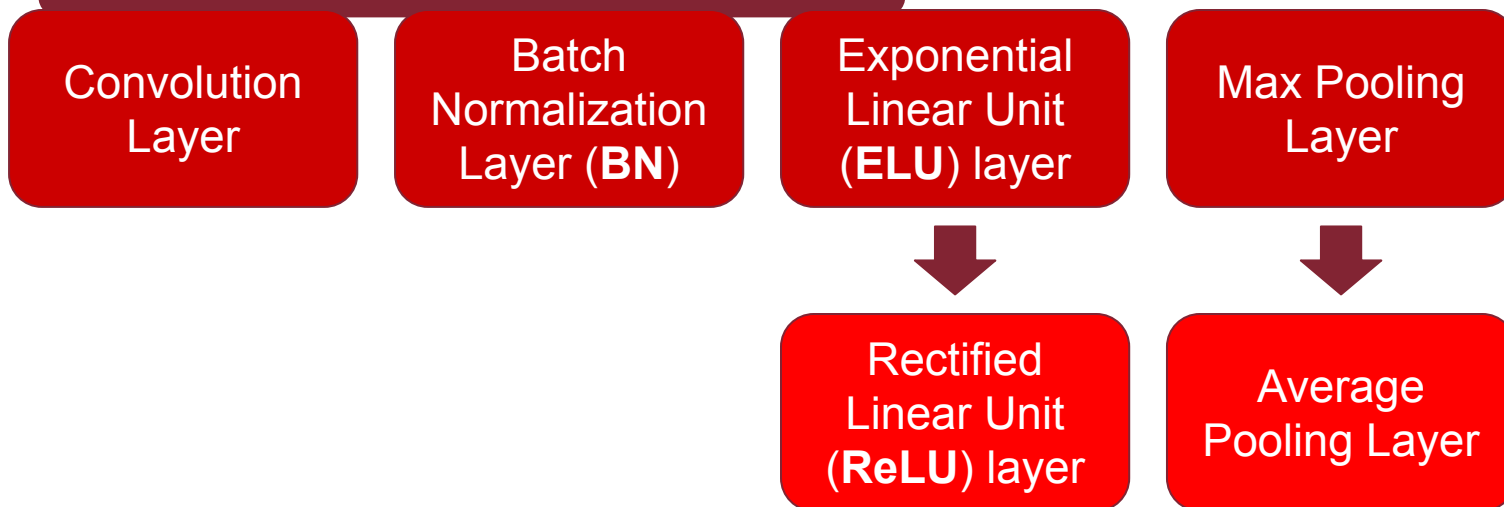 Convolution
Layer
Batch
Normalization
Layer (BN)
Exponential
Linear Unit
(ELU) layer
Max Pooling
Layer
Rectified
Linear Unit
(ReLU) layer
Average
Pooling Layer